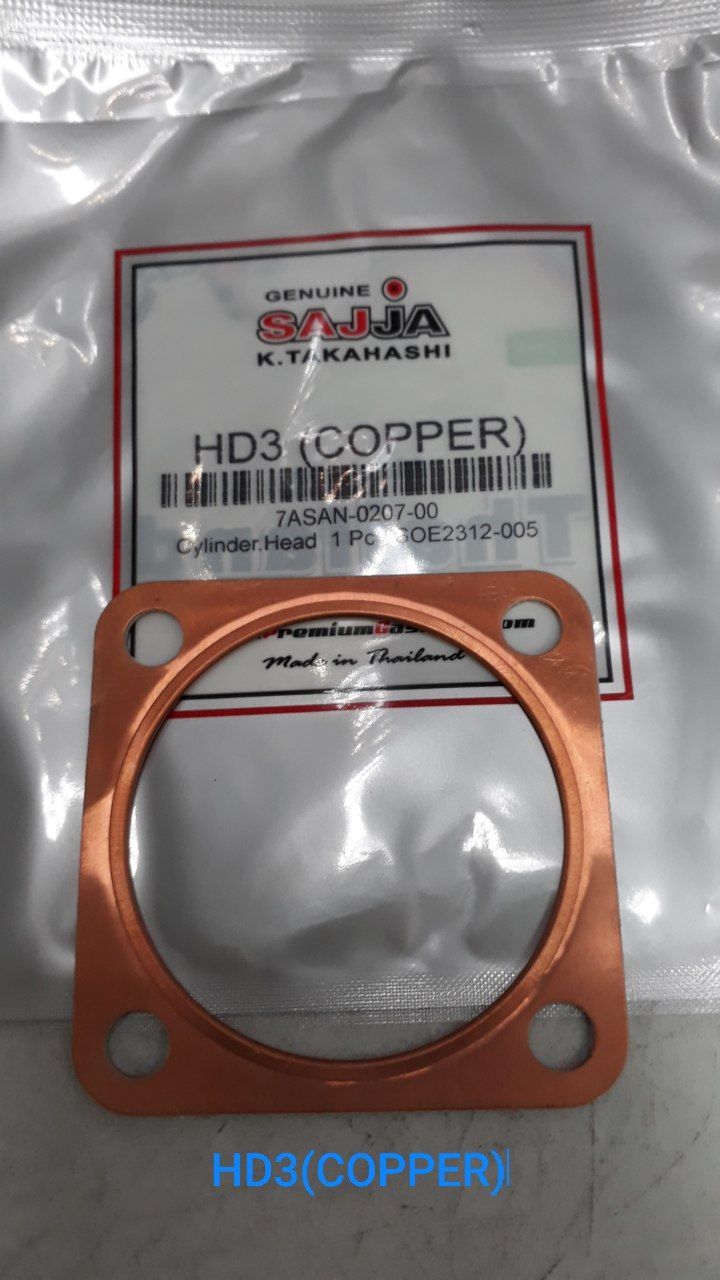 GENUINE
SAJJA
K.TAKAHASHI
HD3 (COPPER)
7ASAN-0207-00
Cylinder.Head 1 Pc
Made in Thailand
HD3(COPPER)